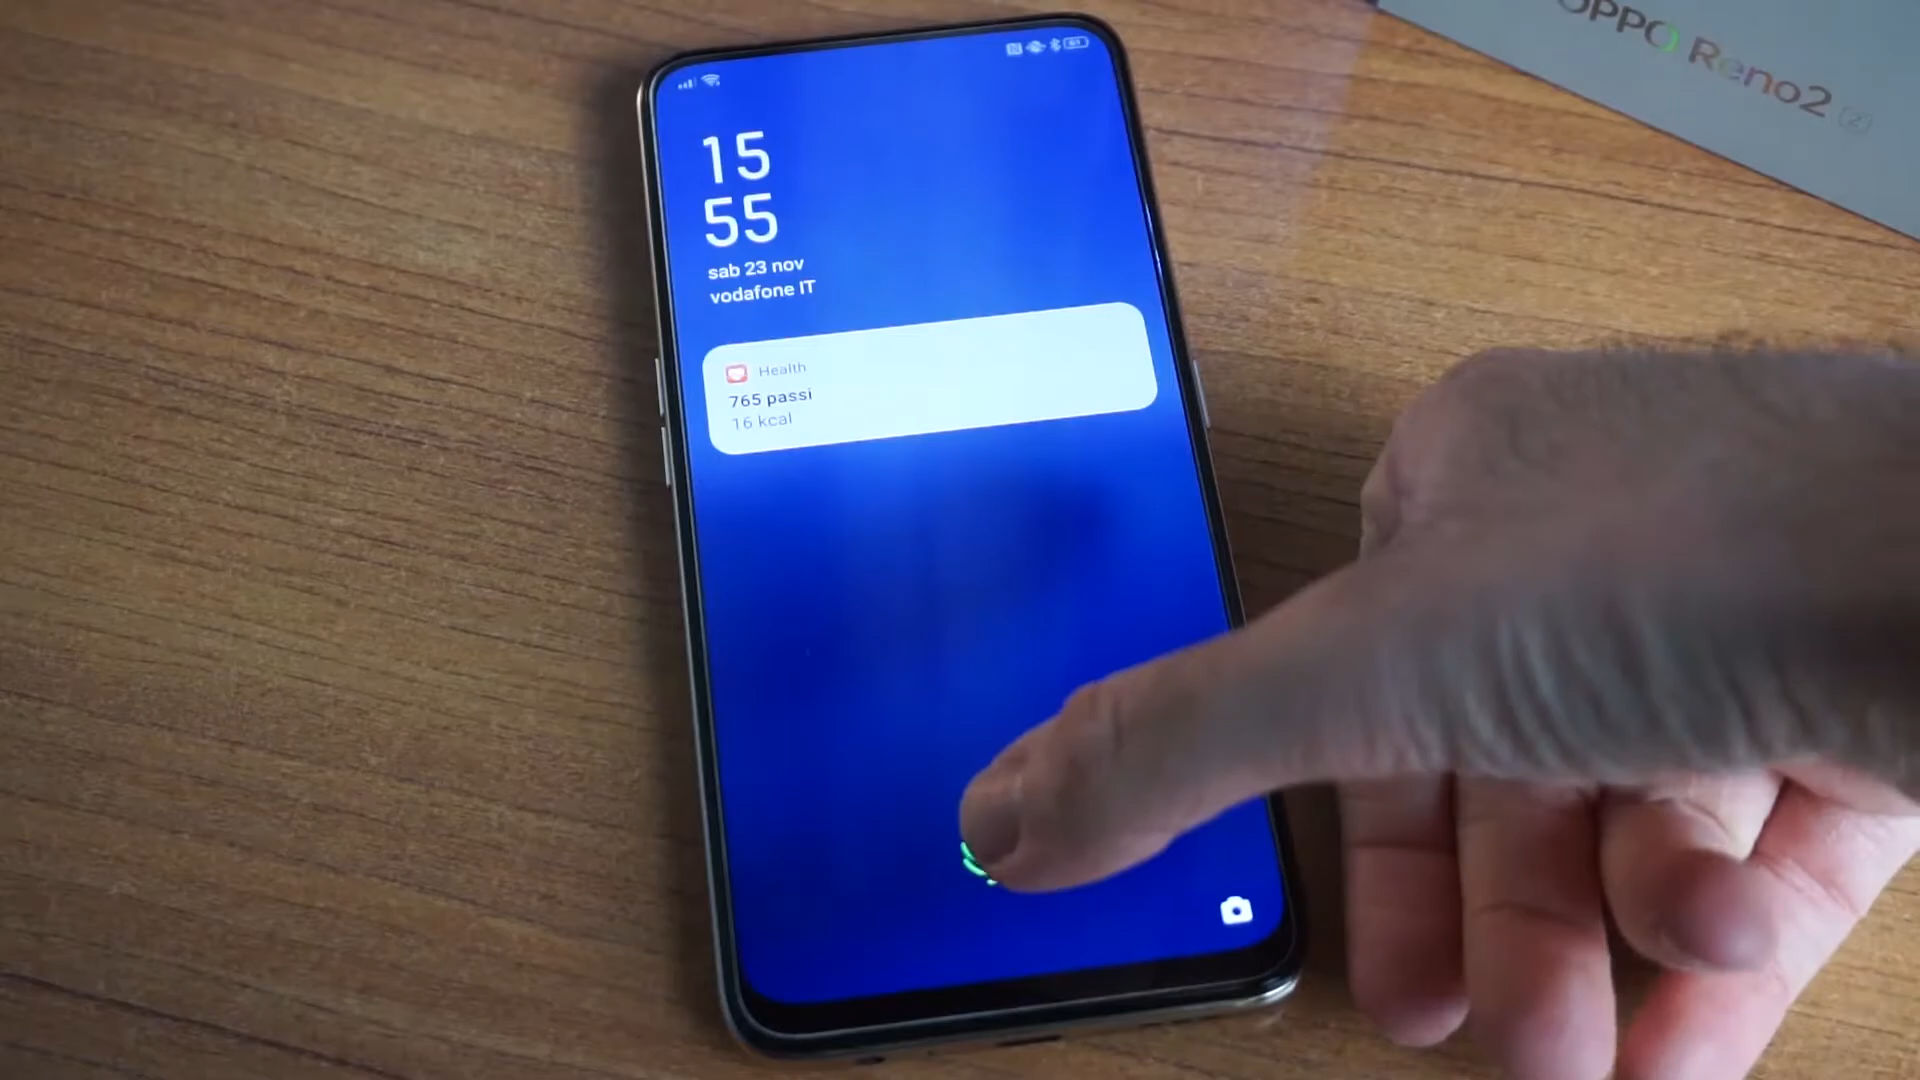 OPPO Reno2 Z
15
55
sab 23 nov
vodafone IT
Health
765 passi
16 kcal